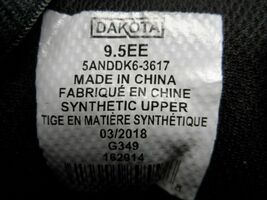 DAKOTA
9.5EE
5ANDDK6-3617
MADE IN CHINA
FABRIQUÉ EN CHINE
SYNTHETIC UPPER
TIGE EN MATIÈRE SYNTHÉTIQUE
03/2018
G349
162014